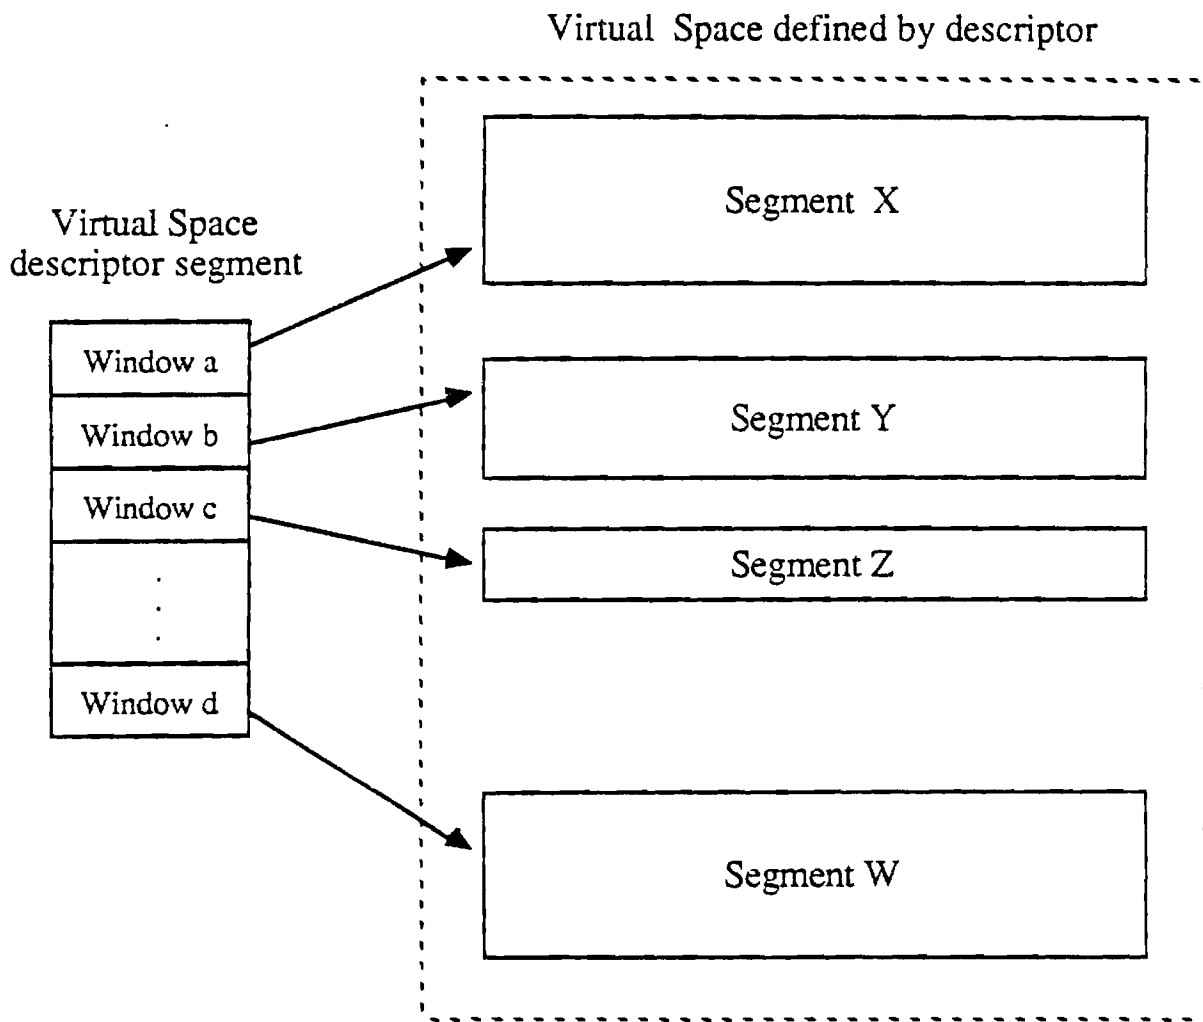 Virtual Space defined by descriptor
Segment X
Virtual Space
descriptor segment
Window a
Segment Y
Window b
Window c
Segment Z
.
.
.
Window d
Segment W